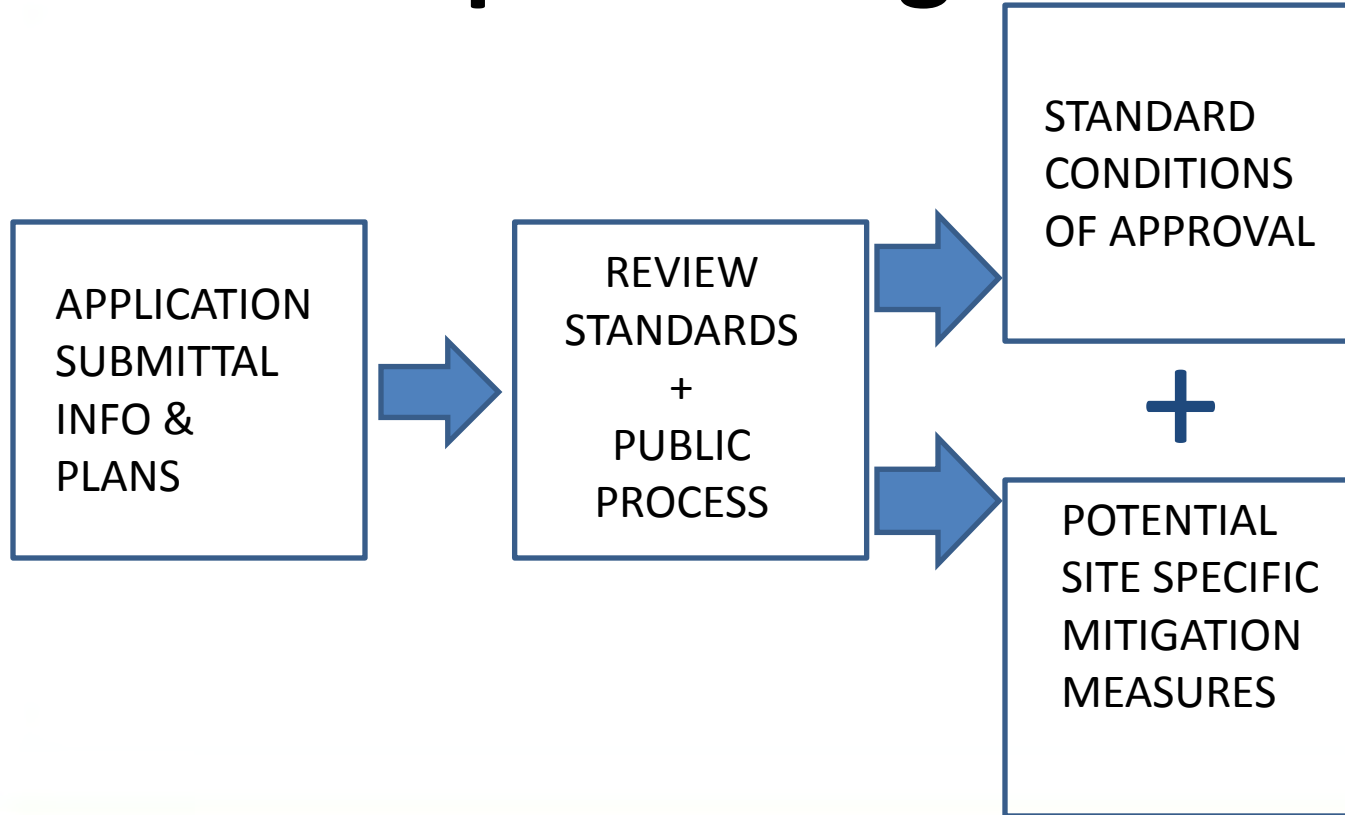 APPLICATION
SUBMITTAL
INFO &
PLANS
REVIEW
STANDARDS
+
PUBLIC
PROCESS
STANDARD
CONDITIONS
OF APPROVAL
+
POTENTIAL
SITE SPECIFIC
MITIGATION
MEASURES